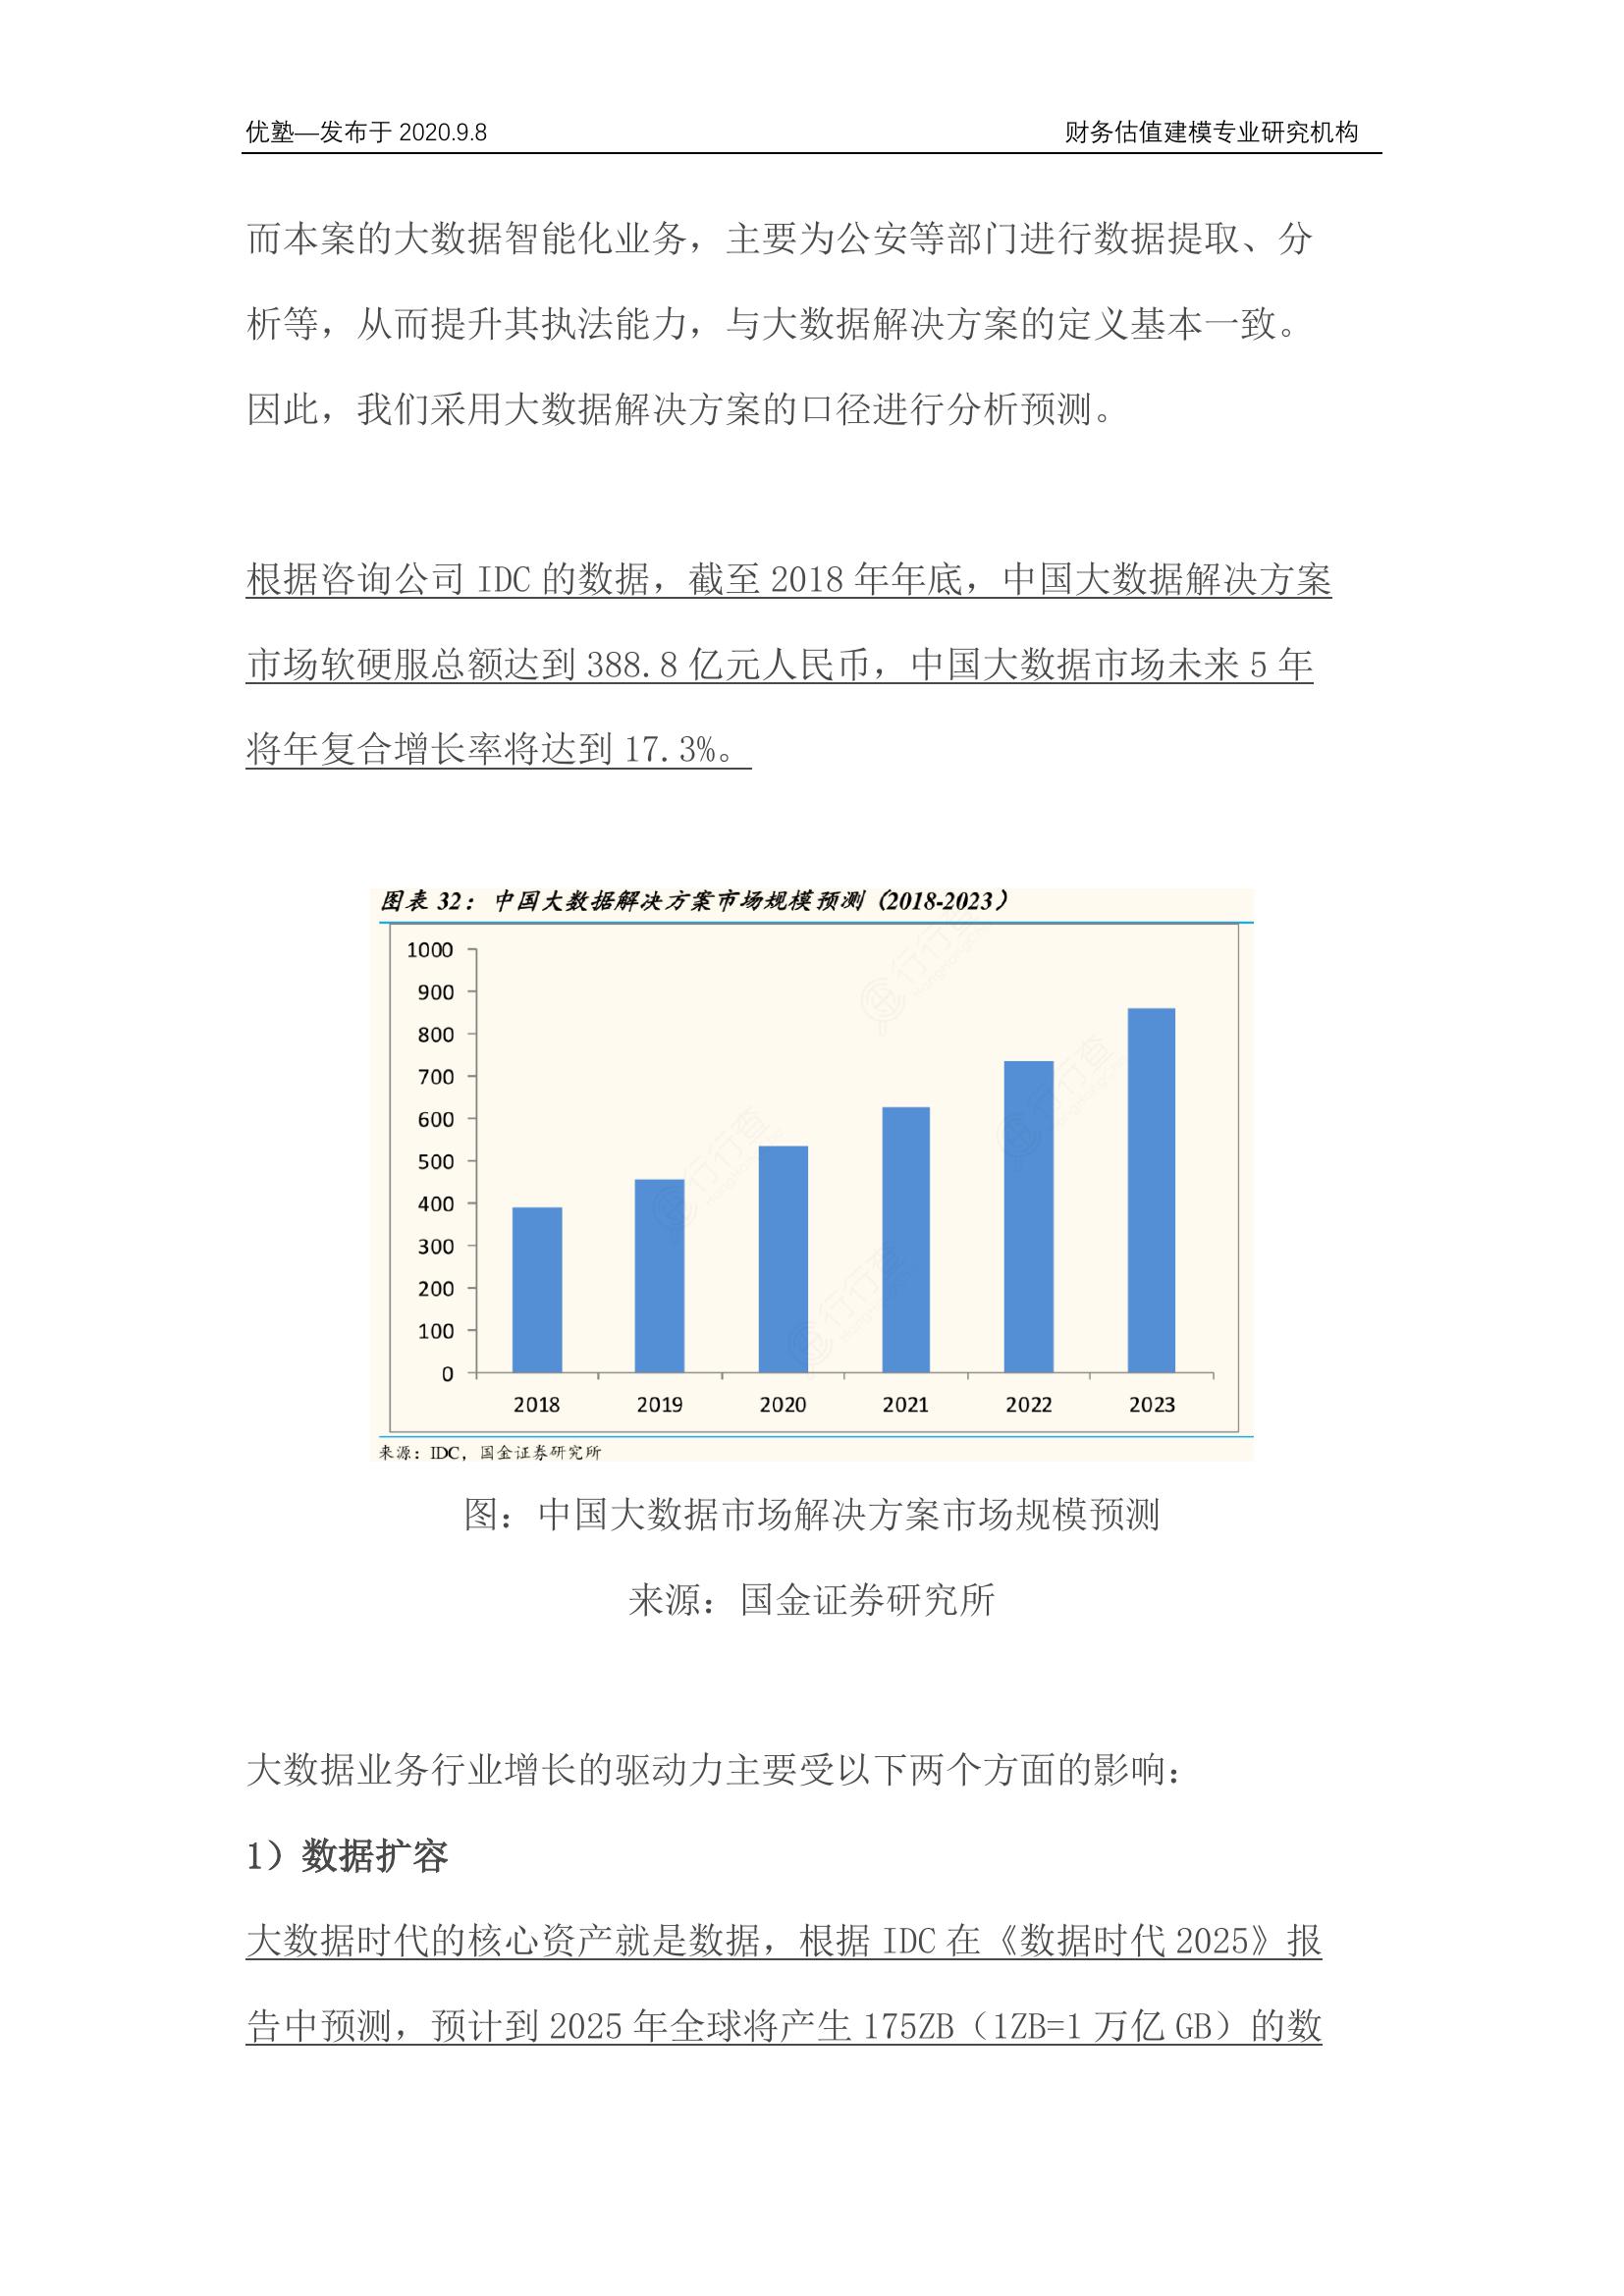 优塾—发布于 2020.9.8 财务估值建模专业研究机构
而本案的大数据智能化业务，主要为公安等部门进行数据提取、分
析等，从而提升其执法能力，与大数据解决方案的定义基本一致。
因此，我们采用大数据解决方案的口径进行分析预测。
根据咨询公司 IDC 的数据，截至 2018 年年底，中国大数据解决方案
市场软硬服总额达到 388.8 亿元人民币，中国大数据市场未来 5 年
将年复合增长率将达到 17.3%。
图表 32：中国大数据解决方案市场规模预测（2018-2023）
1000
900
800
700
600
500
400
300
200
100
0
2018 2019 2020 2021 2022 2023
行行查
行行查
行行查
行行查
来源：IDC，国金证券研究所
图：中国大数据市场解决方案市场规模预测
来源：国金证券研究所
大数据业务行业增长的驱动力主要受以下两个方面的影响：
1）数据扩容
大数据时代的核心资产就是数据，根据 IDC 在《数据时代 2025》报
告中预测，预计到 2025 年全球将产生 175ZB（1ZB=1 万亿 GB）的数